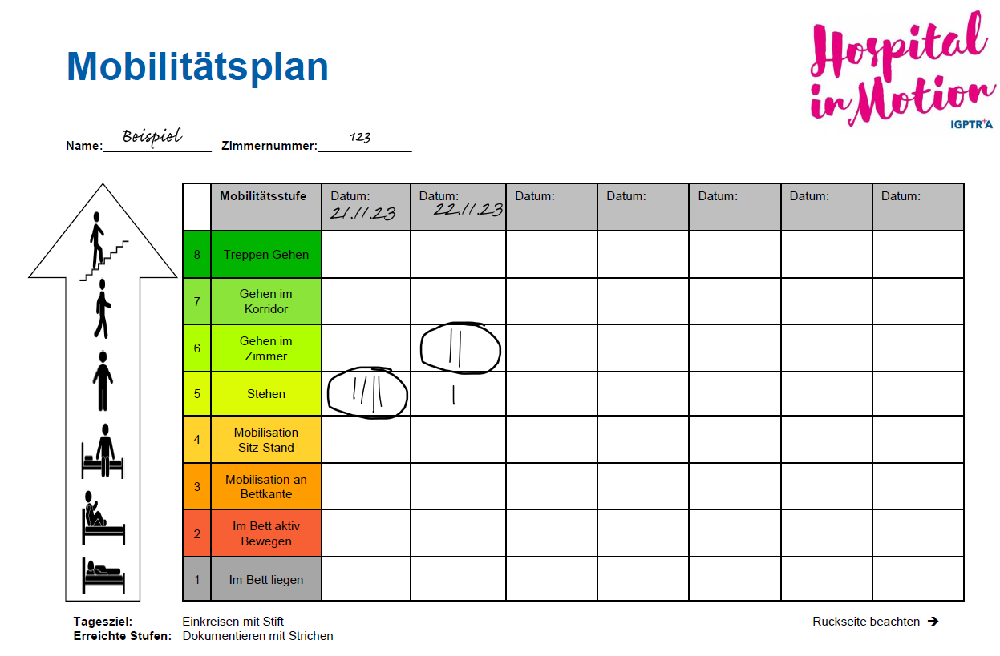 Hospital
in Motion
IGPTR+A
Mobilitätsplan
Name: Beispiel Zimmernummer: 123
Mobilitätsstufe Datum: Datum: Datum: Datum: Datum: Datum: Datum:
21.11.23 22.11.23
8 Treppen Gehen
7 Gehen im
Korridor
6 Gehen im
Zimmer
5 Stehen
4 Mobilisation
Sitz-Stand
3 Mobilisation an
Bettkante
2 Im Bett aktiv
Bewegen
1 Im Bett liegen
Tagesziel: Einkreisen mit Stift Rückseite beachten ➔
Erreichte Stufen: Dokumentieren mit Strichen